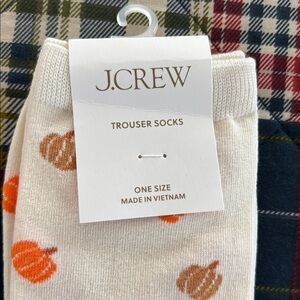 J.CREW
TROUSER SOCKS
ONE SIZE
MADE IN VIETNAM